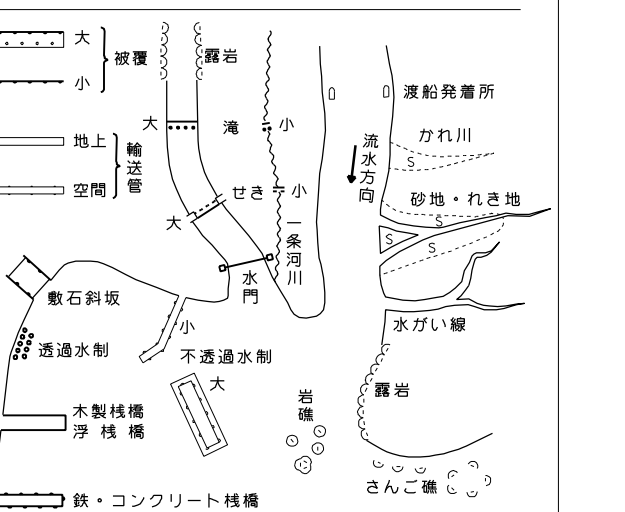 大
被覆
小
地上
輸送管
空間
露岩
大
滝
小
せき
小
大
一条河川
水門
流水方向
渡船発着所
かれ川
S
砂地・れき地
S
S
S
敷石斜坂
小
透過水制
不透過水制
大
水がい線
岩礁
露岩
木製桟橋
浮桟橋
さんご礁
鉄・コンクリート桟橋